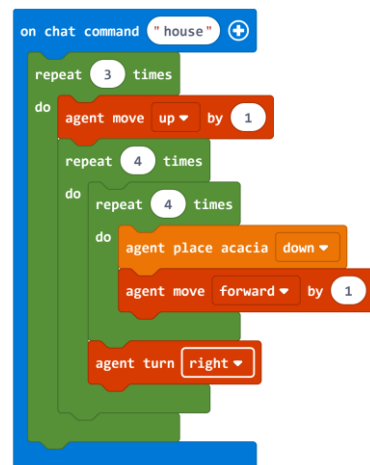 on chat command "house"
repeat 3 times
do
agent move up by 1
repeat 4 times
do
repeat 4 times
do
agent place acacia down
agent move forward by 1
agent turn right